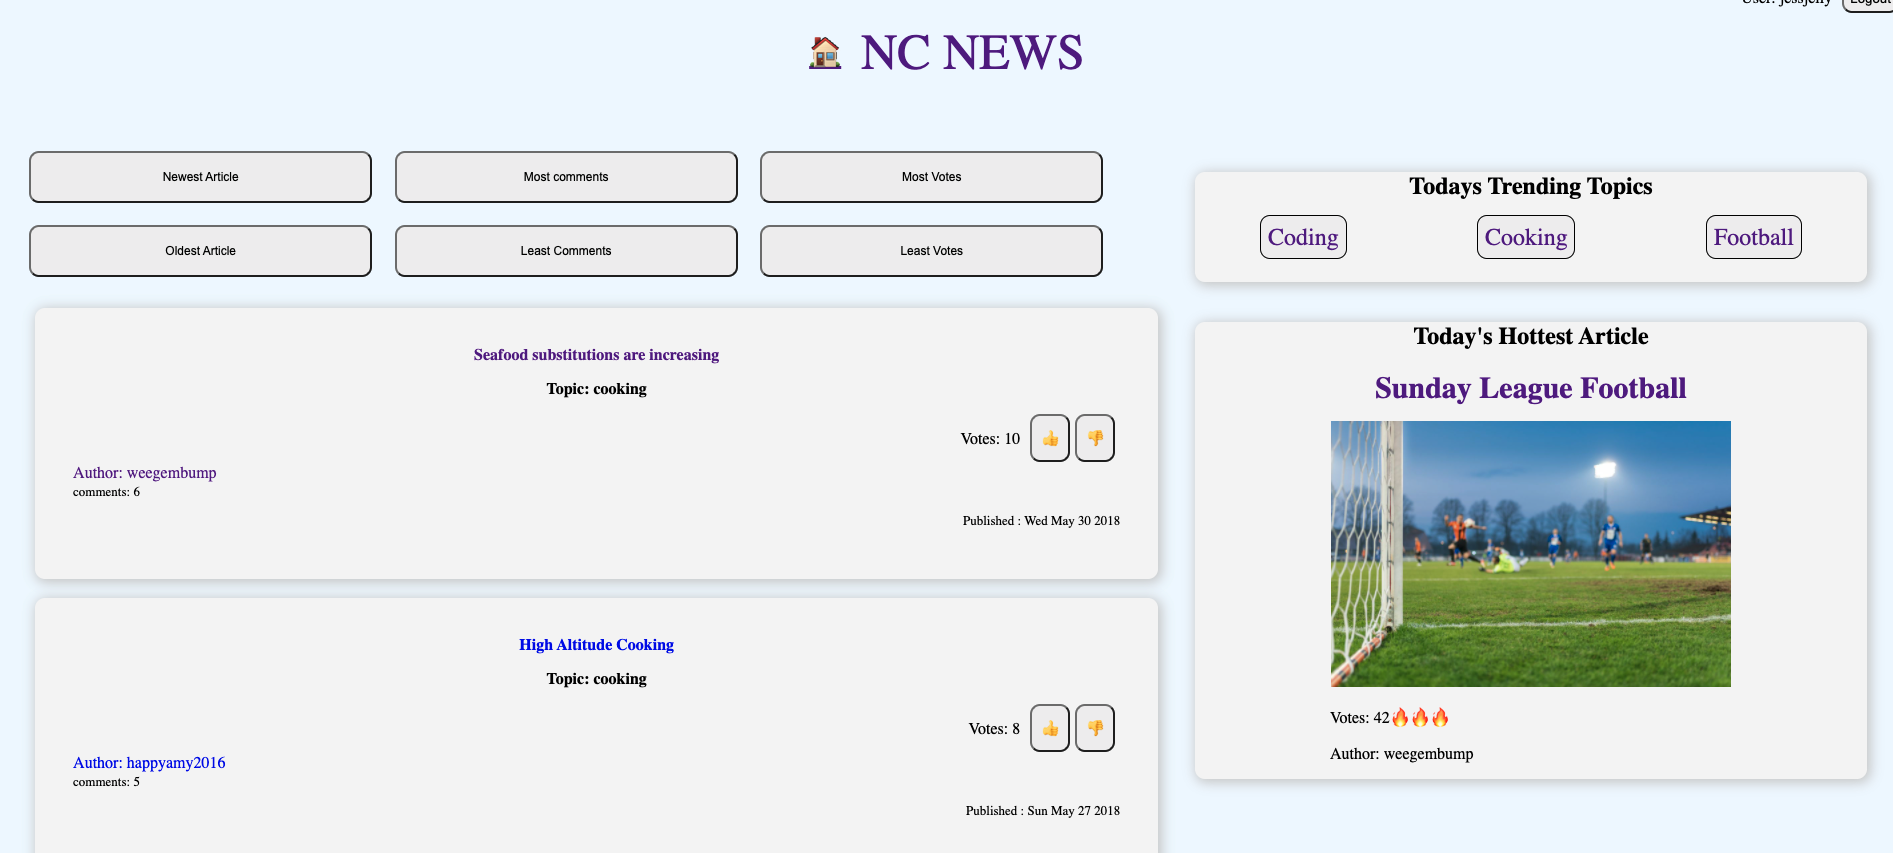 User: jessjelly Logout
NC NEWS
Newest Article
Most comments
Most Votes
Oldest Article
Least Comments
Least Votes
Seafood substitutions are increasing
Topic: cooking
Votes: 10
Author: weegembump
comments: 6
Published : Wed May 30 2018
High Altitude Cooking
Topic: cooking
Votes: 8
Author: happyamy2016
comments: 5
Published : Sun May 27 2018
Todays Trending Topics
Coding
Cooking
Football
Today's Hottest Article
Sunday League Football
Votes: 42🔥🔥🔥
Author: weegembump